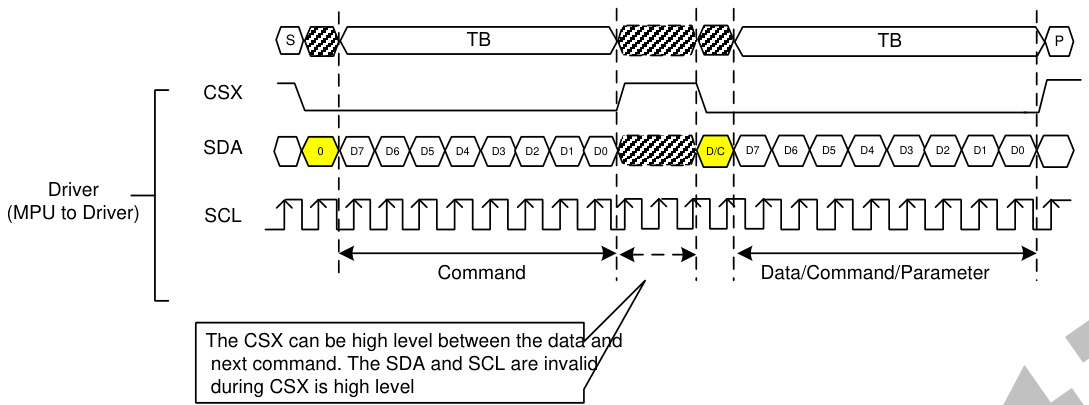 S TB TB P
CSX
SDA 0 D7 D6 D5 D4 D3 D2 D1 D0 D/C D7 D6 D5 D4 D3 D2 D1 D0
Driver
(MPU to Driver)
SCL
Command Data/Command/Parameter
The CSX can be high level between the data and
next command. The SDA and SCL are invalid
during CSX is high level